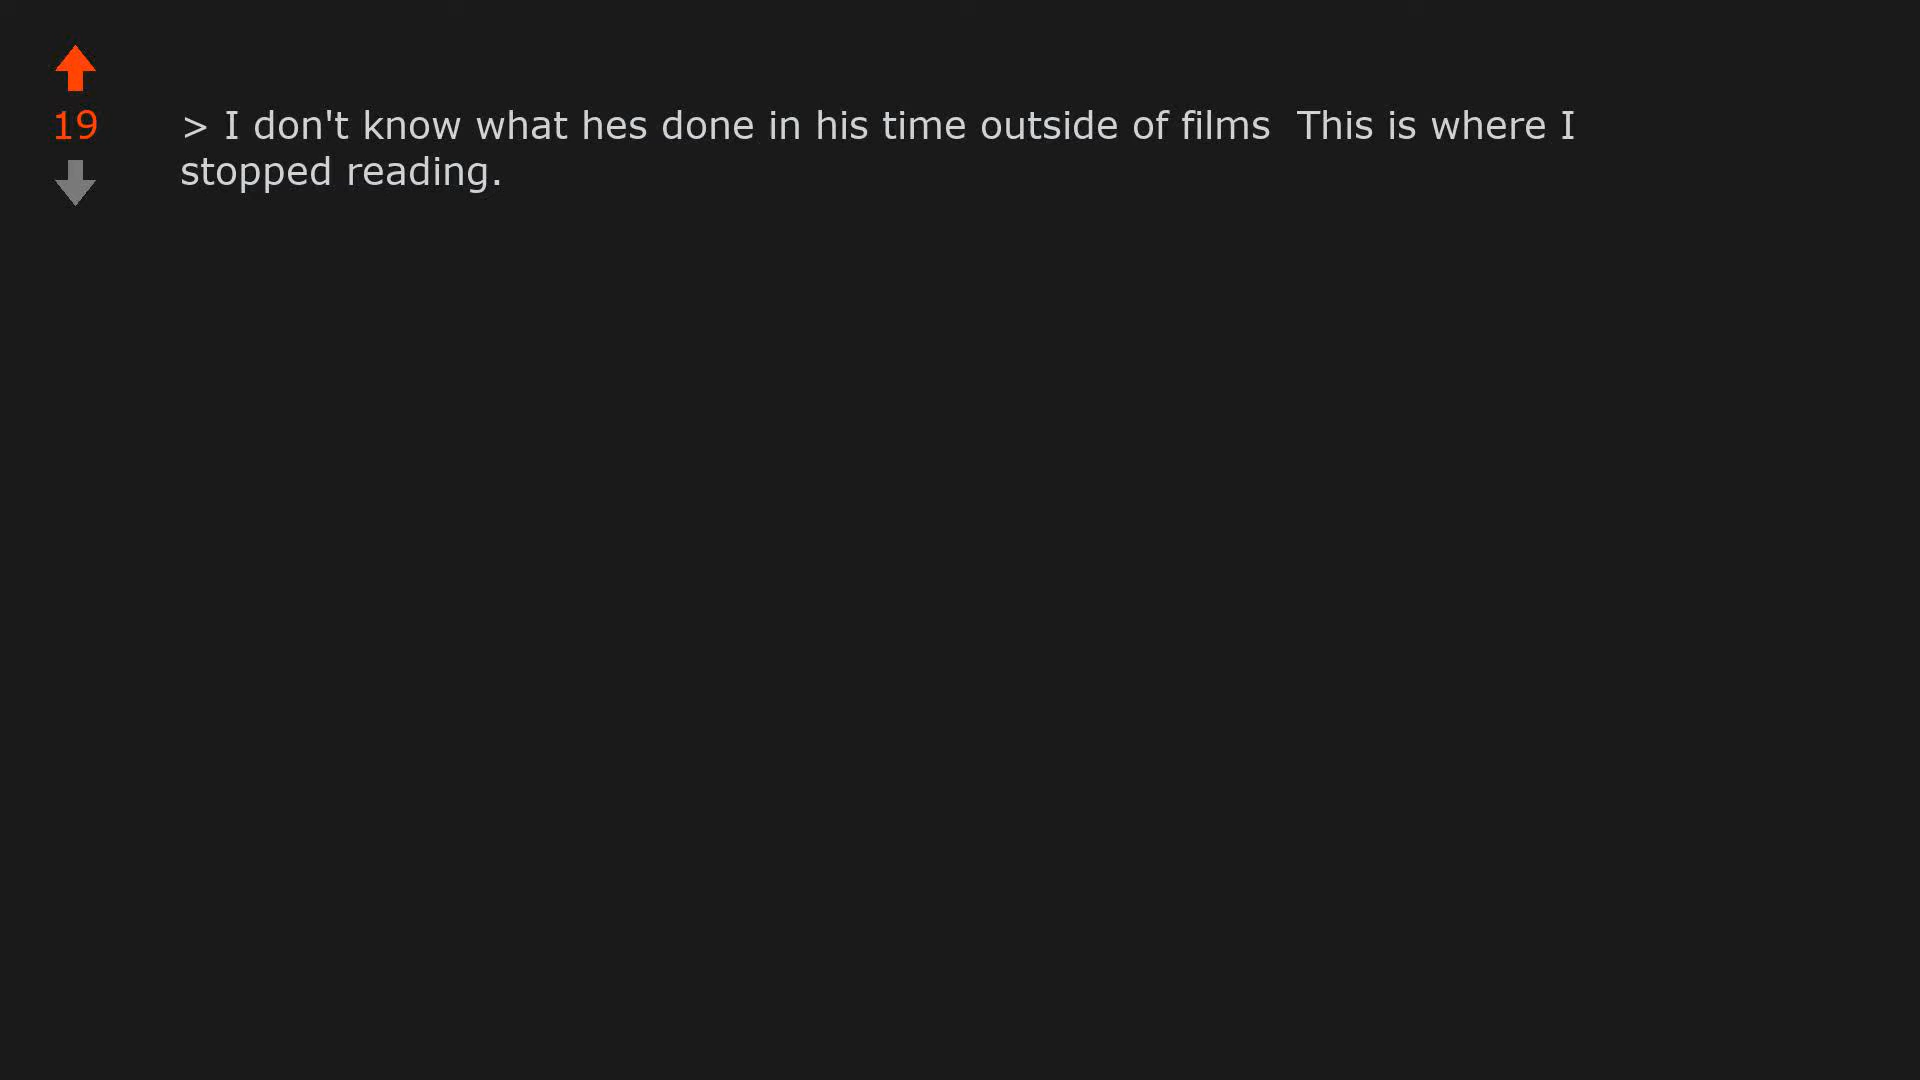 19
> I don't know what hes done in his time outside of films  This is where I
stopped reading.